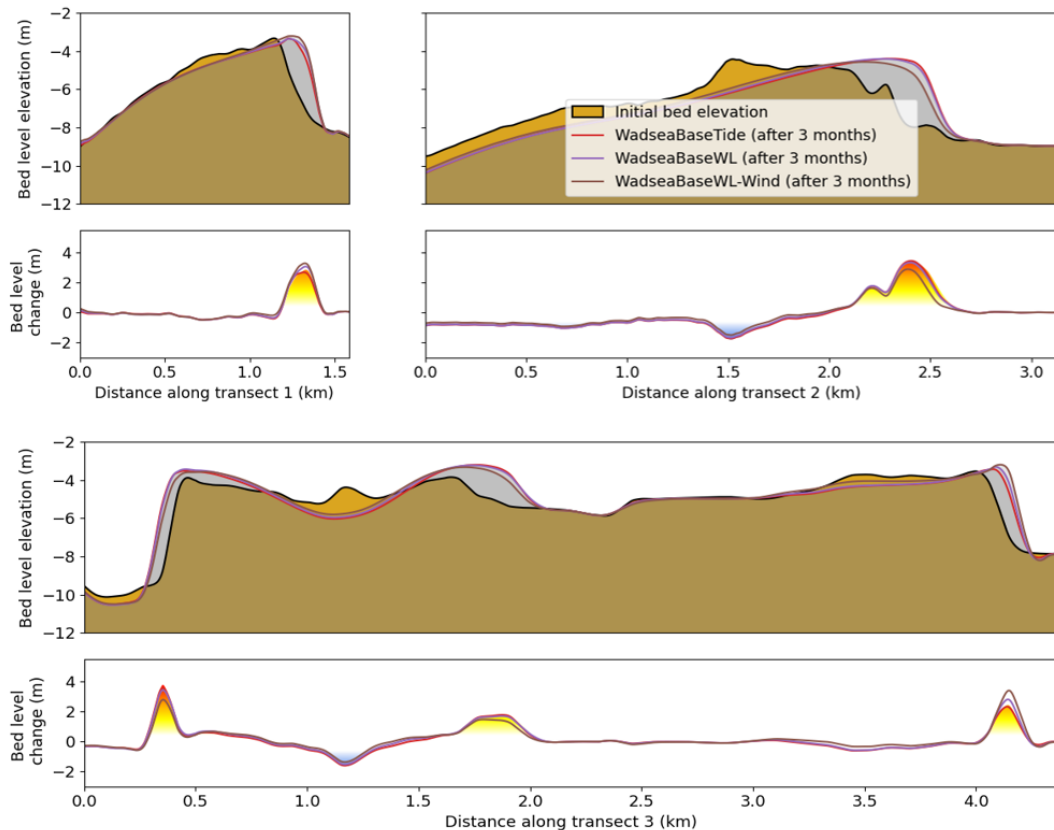 Bed level elevation (m)
−2
−4
−6
−8
−10
−12
Initial bed elevation
WadseaBaseTide (after 3 months)
WadseaBaseWL (after 3 months)
WadseaBaseWL-Wind (after 3 months)
Bed level
change (m)
4
2
0
−2
0.0 0.5 1.0 1.5
Distance along transect 1 (km)
0.0 0.5 1.0 1.5 2.0 2.5 3.0
Distance along transect 2 (km)
Bed level elevation (m)
−2
−4
−6
−8
−10
−12
Bed level
change (m)
4
2
0
−2
0.0 0.5 1.0 1.5 2.0 2.5 3.0 3.5 4.0
Distance along transect 3 (km)